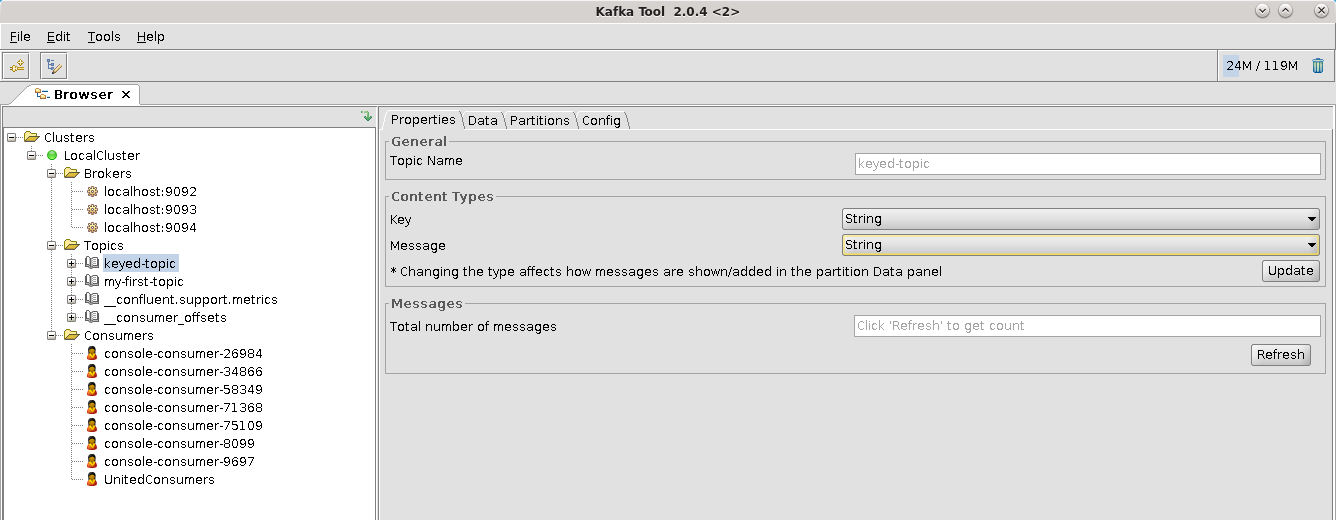 Kafka Tool 2.0.4 <2>
File Edit Tools Help
24M / 119M
Browser
Clusters
LocalCluster
Brokers
localhost:9092
localhost:9093
localhost:9094
Topics
keyed-topic
my-first-topic
__confluent.support.metrics
__consumer_offsets
Consumers
console-consumer-26984
console-consumer-34866
console-consumer-58349
console-consumer-71368
console-consumer-75109
console-consumer-8099
console-consumer-9697
UnitedConsumers
Properties Data Partitions Config
General
Topic Name keyed-topic
Content Types
Key String
Message String
* Changing the type affects how messages are shown/added in the partition Data panel Update
Messages
Total number of messages Click 'Refresh' to get count
Refresh